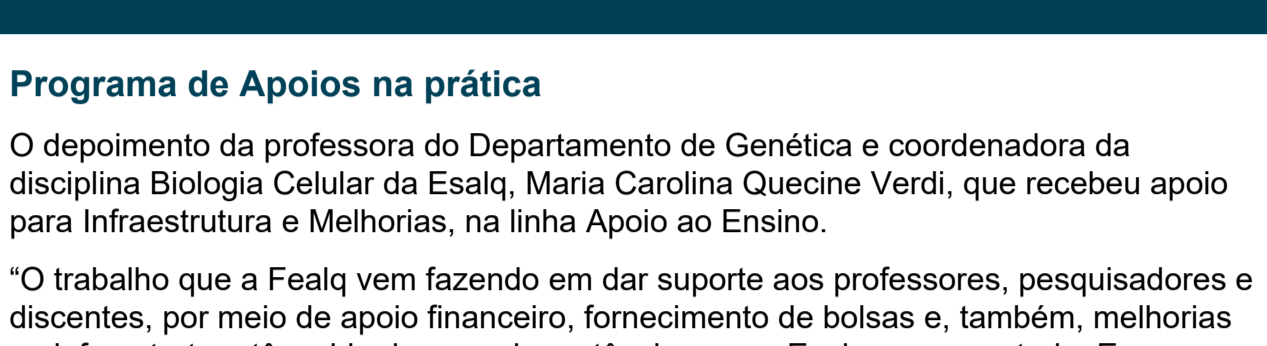 Programa de Apoios na prática
O depoimento da professora do Departamento de Genética e coordenadora da
disciplina Biologia Celular da Esalq, Maria Carolina Quecine Verdi, que recebeu apoio
para Infraestrutura e Melhorias, na linha Apoio ao Ensino.
“O trabalho que a Fealq vem fazendo em dar suporte aos professores, pesquisadores e
discentes, por meio de apoio financeiro, fornecimento de bolsas e, também, melhorias